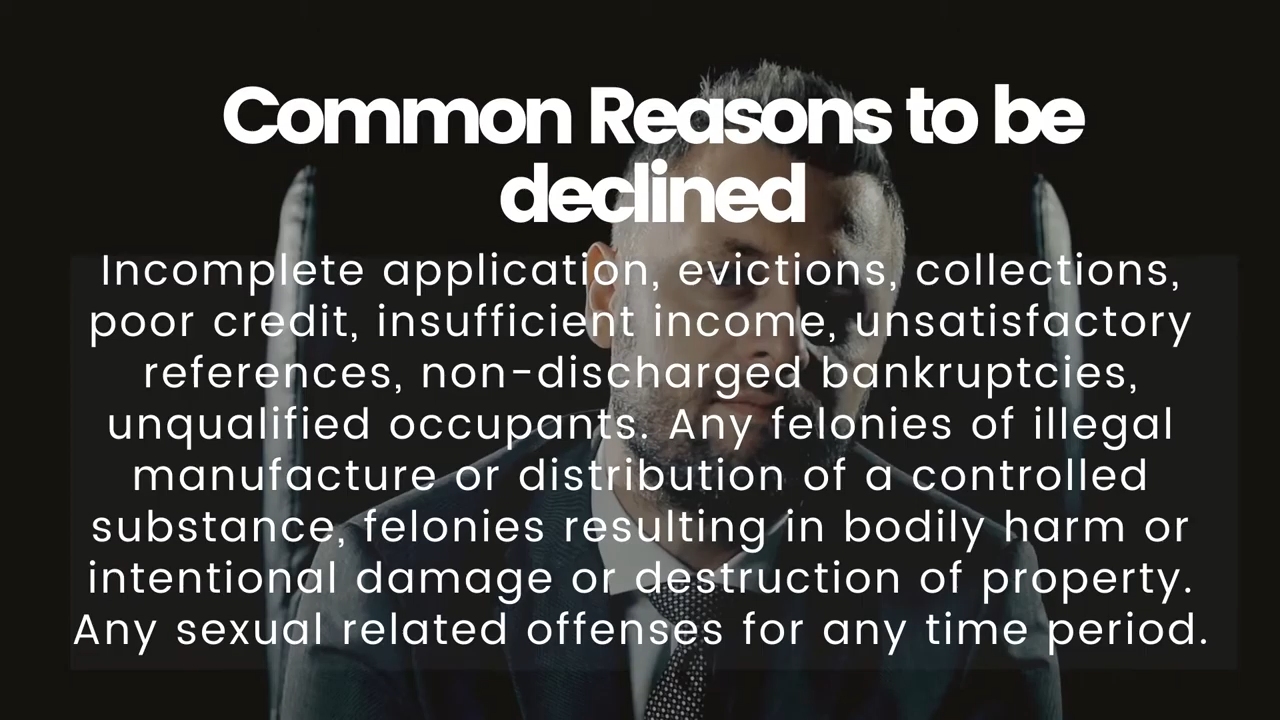 Common Reasons to be
declined
Incomplete application, evictions, collections,
poor credit, insufficient income, unsatisfactory
references, non-discharged bankruptcies,
unqualified occupants. Any felonies of illegal
manufacture or distribution of a controlled
substance, felonies resulting in bodily harm or
intentional damage or destruction of property.
Any sexual related offenses for any time period.